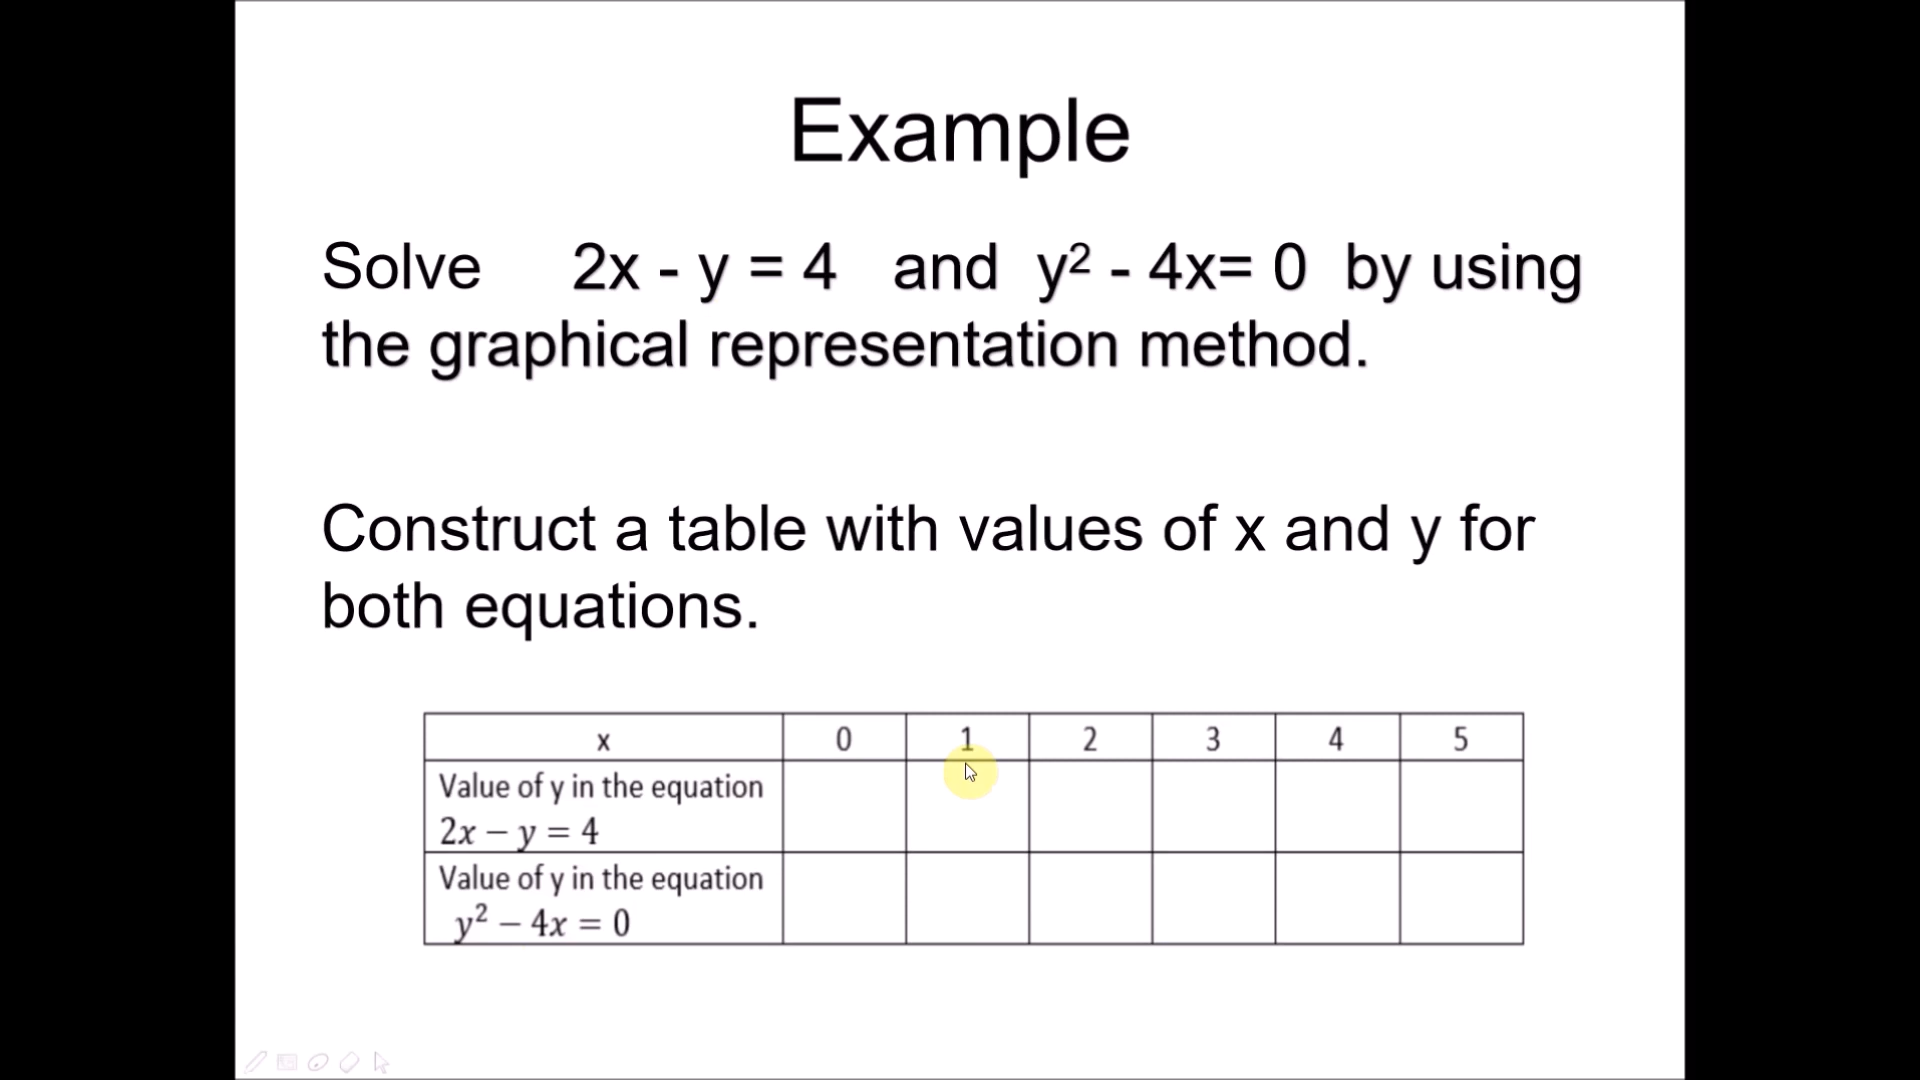 Example
Solve 2x - y = 4 and y² - 4x= 0 by using
the graphical representation method.
Construct a table with values of x and y for
both equations.
x 0 1 2 3 4 5
Value of y in the equation
2x − y = 4
Value of y in the equation
y² − 4x = 0